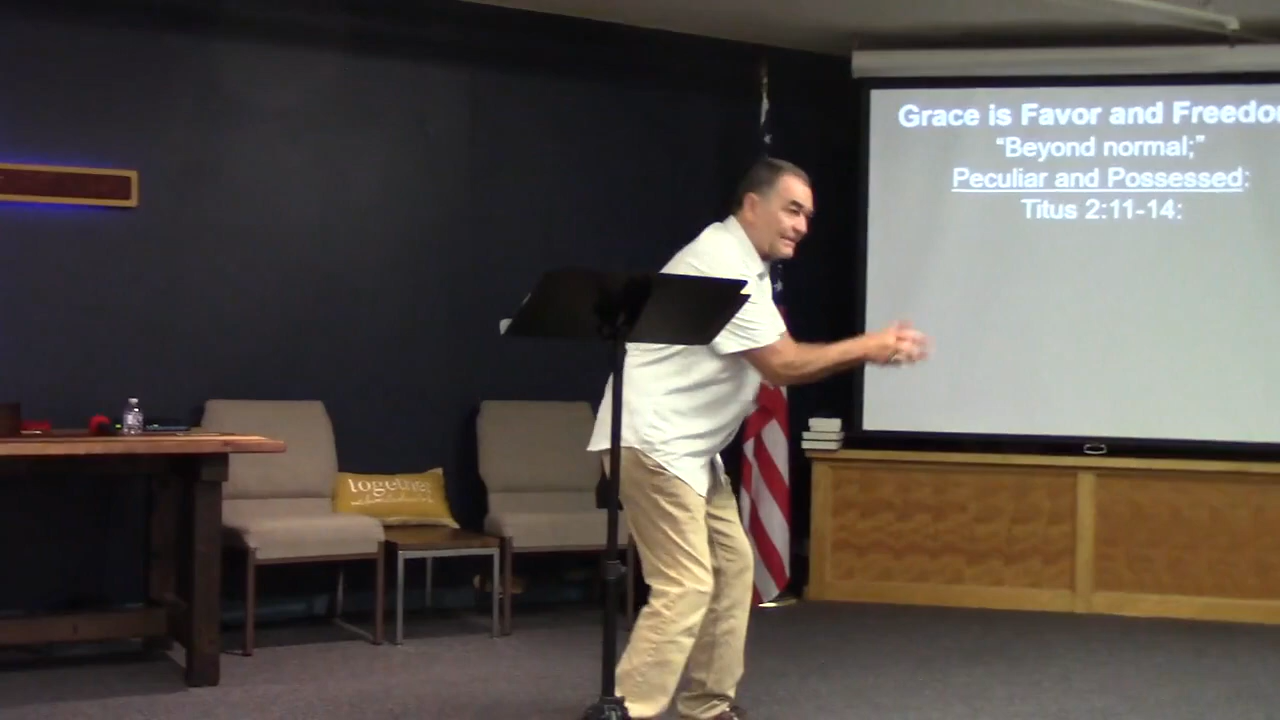 Grace is Favor and Freedo
“Beyond normal;”
Peculiar and Possessed:
Titus 2:11-14:
together